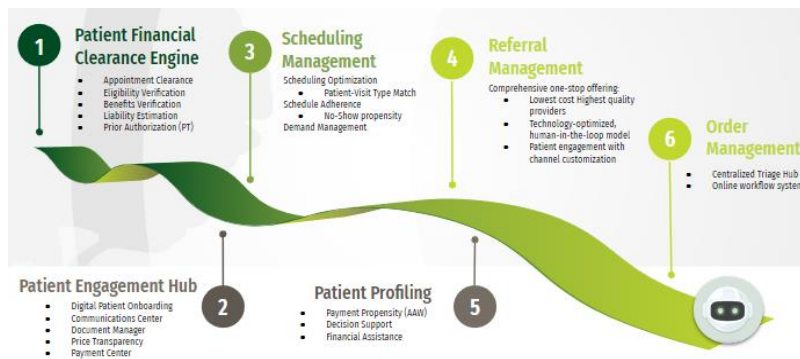 1
Patient Financial
Clearance Engine
▪ Appointment Clearance
▪ Eligibility Verification
▪ Benefits Verification
▪ Liability Estimation
▪ Prior Authorization (PT)
2
Patient Engagement Hub
▪ Digital Patient Onboarding
▪ Communications Center
▪ Document Manager
▪ Price Transparency
▪ Payment Center
3
Scheduling
Management
Scheduling Optimization
▪ Patient-Visit Type Match
Schedule Adherence
▪ No-Show propensity
Demand Management
4
Referral
Management
Comprehensive one-stop offering:
▪ Lowest cost Highest quality
providers
▪ Technology-optimized,
human-in-the-loop model
▪ Patient engagement with
channel customization
5
Patient Profiling
▪ Payment Propensity (AAW)
▪ Decision Support
▪ Financial Assistance
6
Order
Management
▪ Centralized Triage Hub
▪ Online workflow system